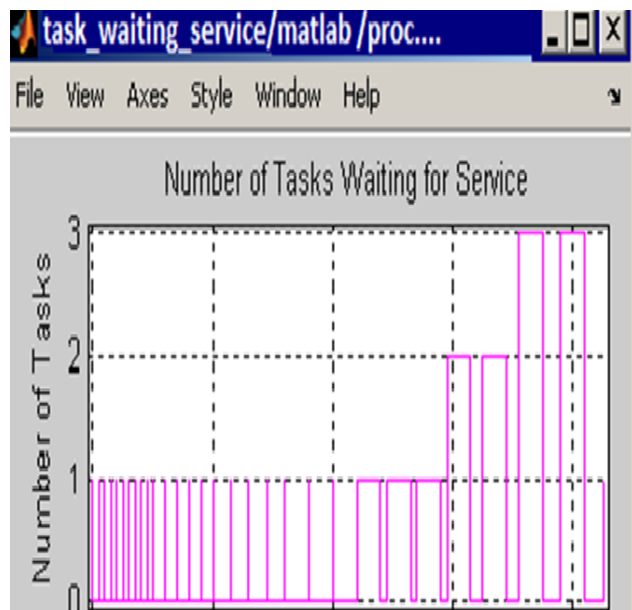 task_waiting_service/matlab /proc....
File View Axes Style Window Help
Number of Tasks Waiting for Service
Number of Tasks
3
2
1
0